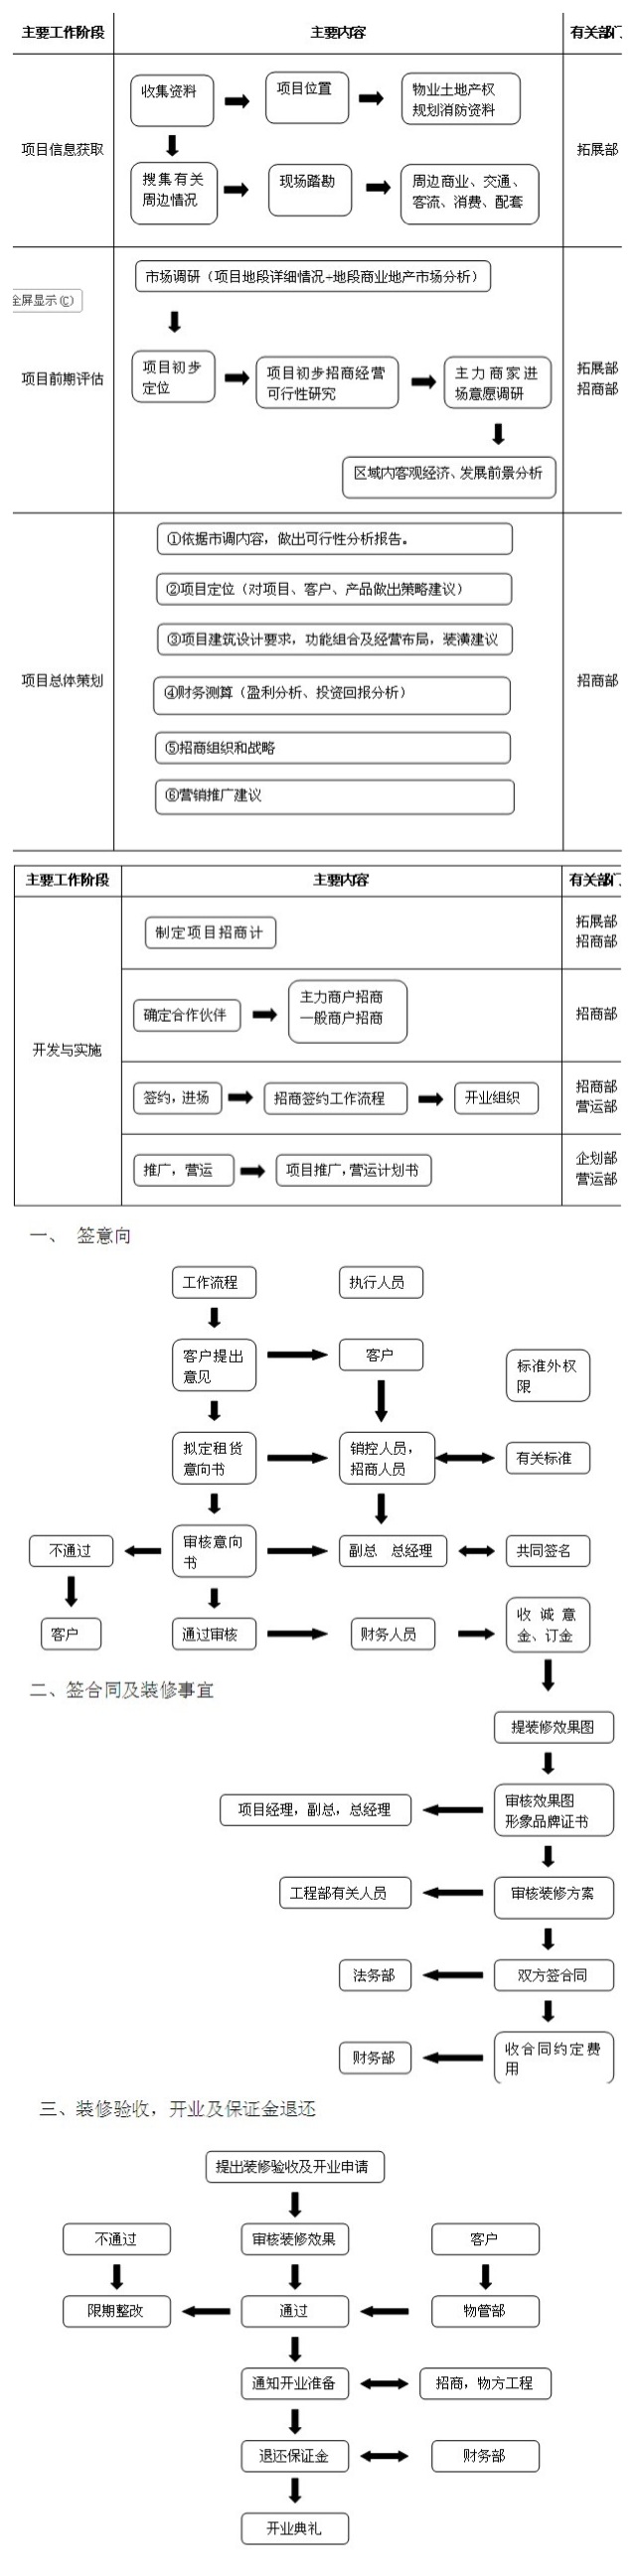 主要工作阶段
主要内容
有关部门
项目信息获取
收集资料
项目位置
物业土地产权
规划消防资料
搜集有关
周边情况
现场踏勘
周边商业、交通、
客流、消费、配套
拓展部
市场调研（项目地段详细情况+地段商业地产市场分析）
全屏显示(C)
项目前期评估
项目初步
定位
项目初步招商经营
可行性研究
主力商家进
场意愿调研
区域内客观经济、发展前景分析
拓展部
招商部
项目总体策划
①依据市调内容，做出可行性分析报告。
②项目定位（对项目、客户、产品做出策略建议）
③项目建筑设计要求，功能组合及经营布局，装潢建议
④财务测算（盈利分析、投资回报分析）
⑤招商组织和战略
⑥营销推广建议
招商部
主要工作阶段
主要内容
有关部门
开发与实施
制定项目招商计
拓展部
招商部
确定合作伙伴
主力商户招商
一般商户招商
招商部
签约，进场
招商签约工作流程
开业组织
招商部
营运部
推广，营运
项目推广，营运计划书
企划部
营运部
一、 签意向
工作流程
执行人员
客户提出
意见
客户
标准外权
限
拟定租赁
意向书
销控人员，
招商人员
有关标准
不通过
审核意向
书
副总 总经理
共同签名
客户
通过审核
财务人员
收诚意
金、订金
二、签合同及装修事宜
提装修效果图
项目经理，副总，总经理
审核效果图
形象品牌证书
工程部有关人员
审核装修方案
法务部
双方签合同
财务部
收合同约定费
用
三、装修验收，开业及保证金退还
提出装修验收及开业申请
不通过
审核装修效果
客户
限期整改
通过
物管部
通知开业准备
招商，物方工程
退还保证金
财务部
开业典礼